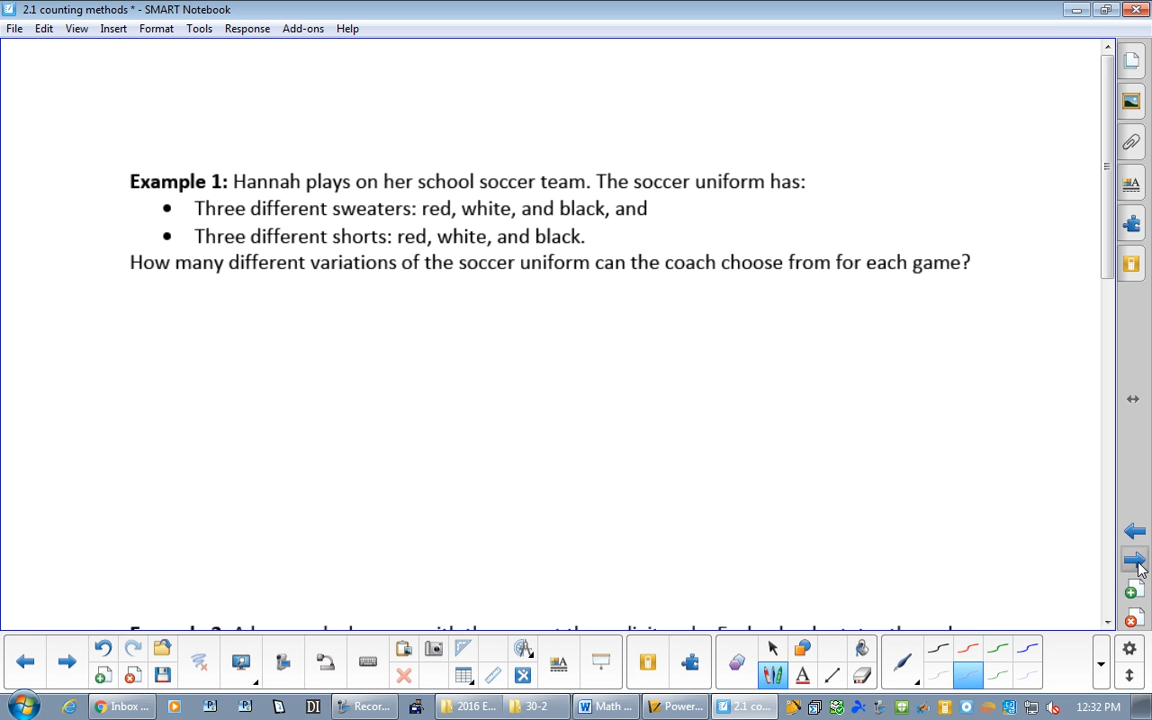 2.1 counting methods * - SMART Notebook
File Edit View Insert Format Tools Response Add-ons Help
Example 1: Hannah plays on her school soccer team. The soccer uniform has:
• Three different sweaters: red, white, and black, and
• Three different shorts: red, white, and black.
How many different variations of the soccer uniform can the coach choose from for each game?
Inbox ... Recor... 2016 E... 30-2 Math ... Power... 2.1 co... 12:32 PM